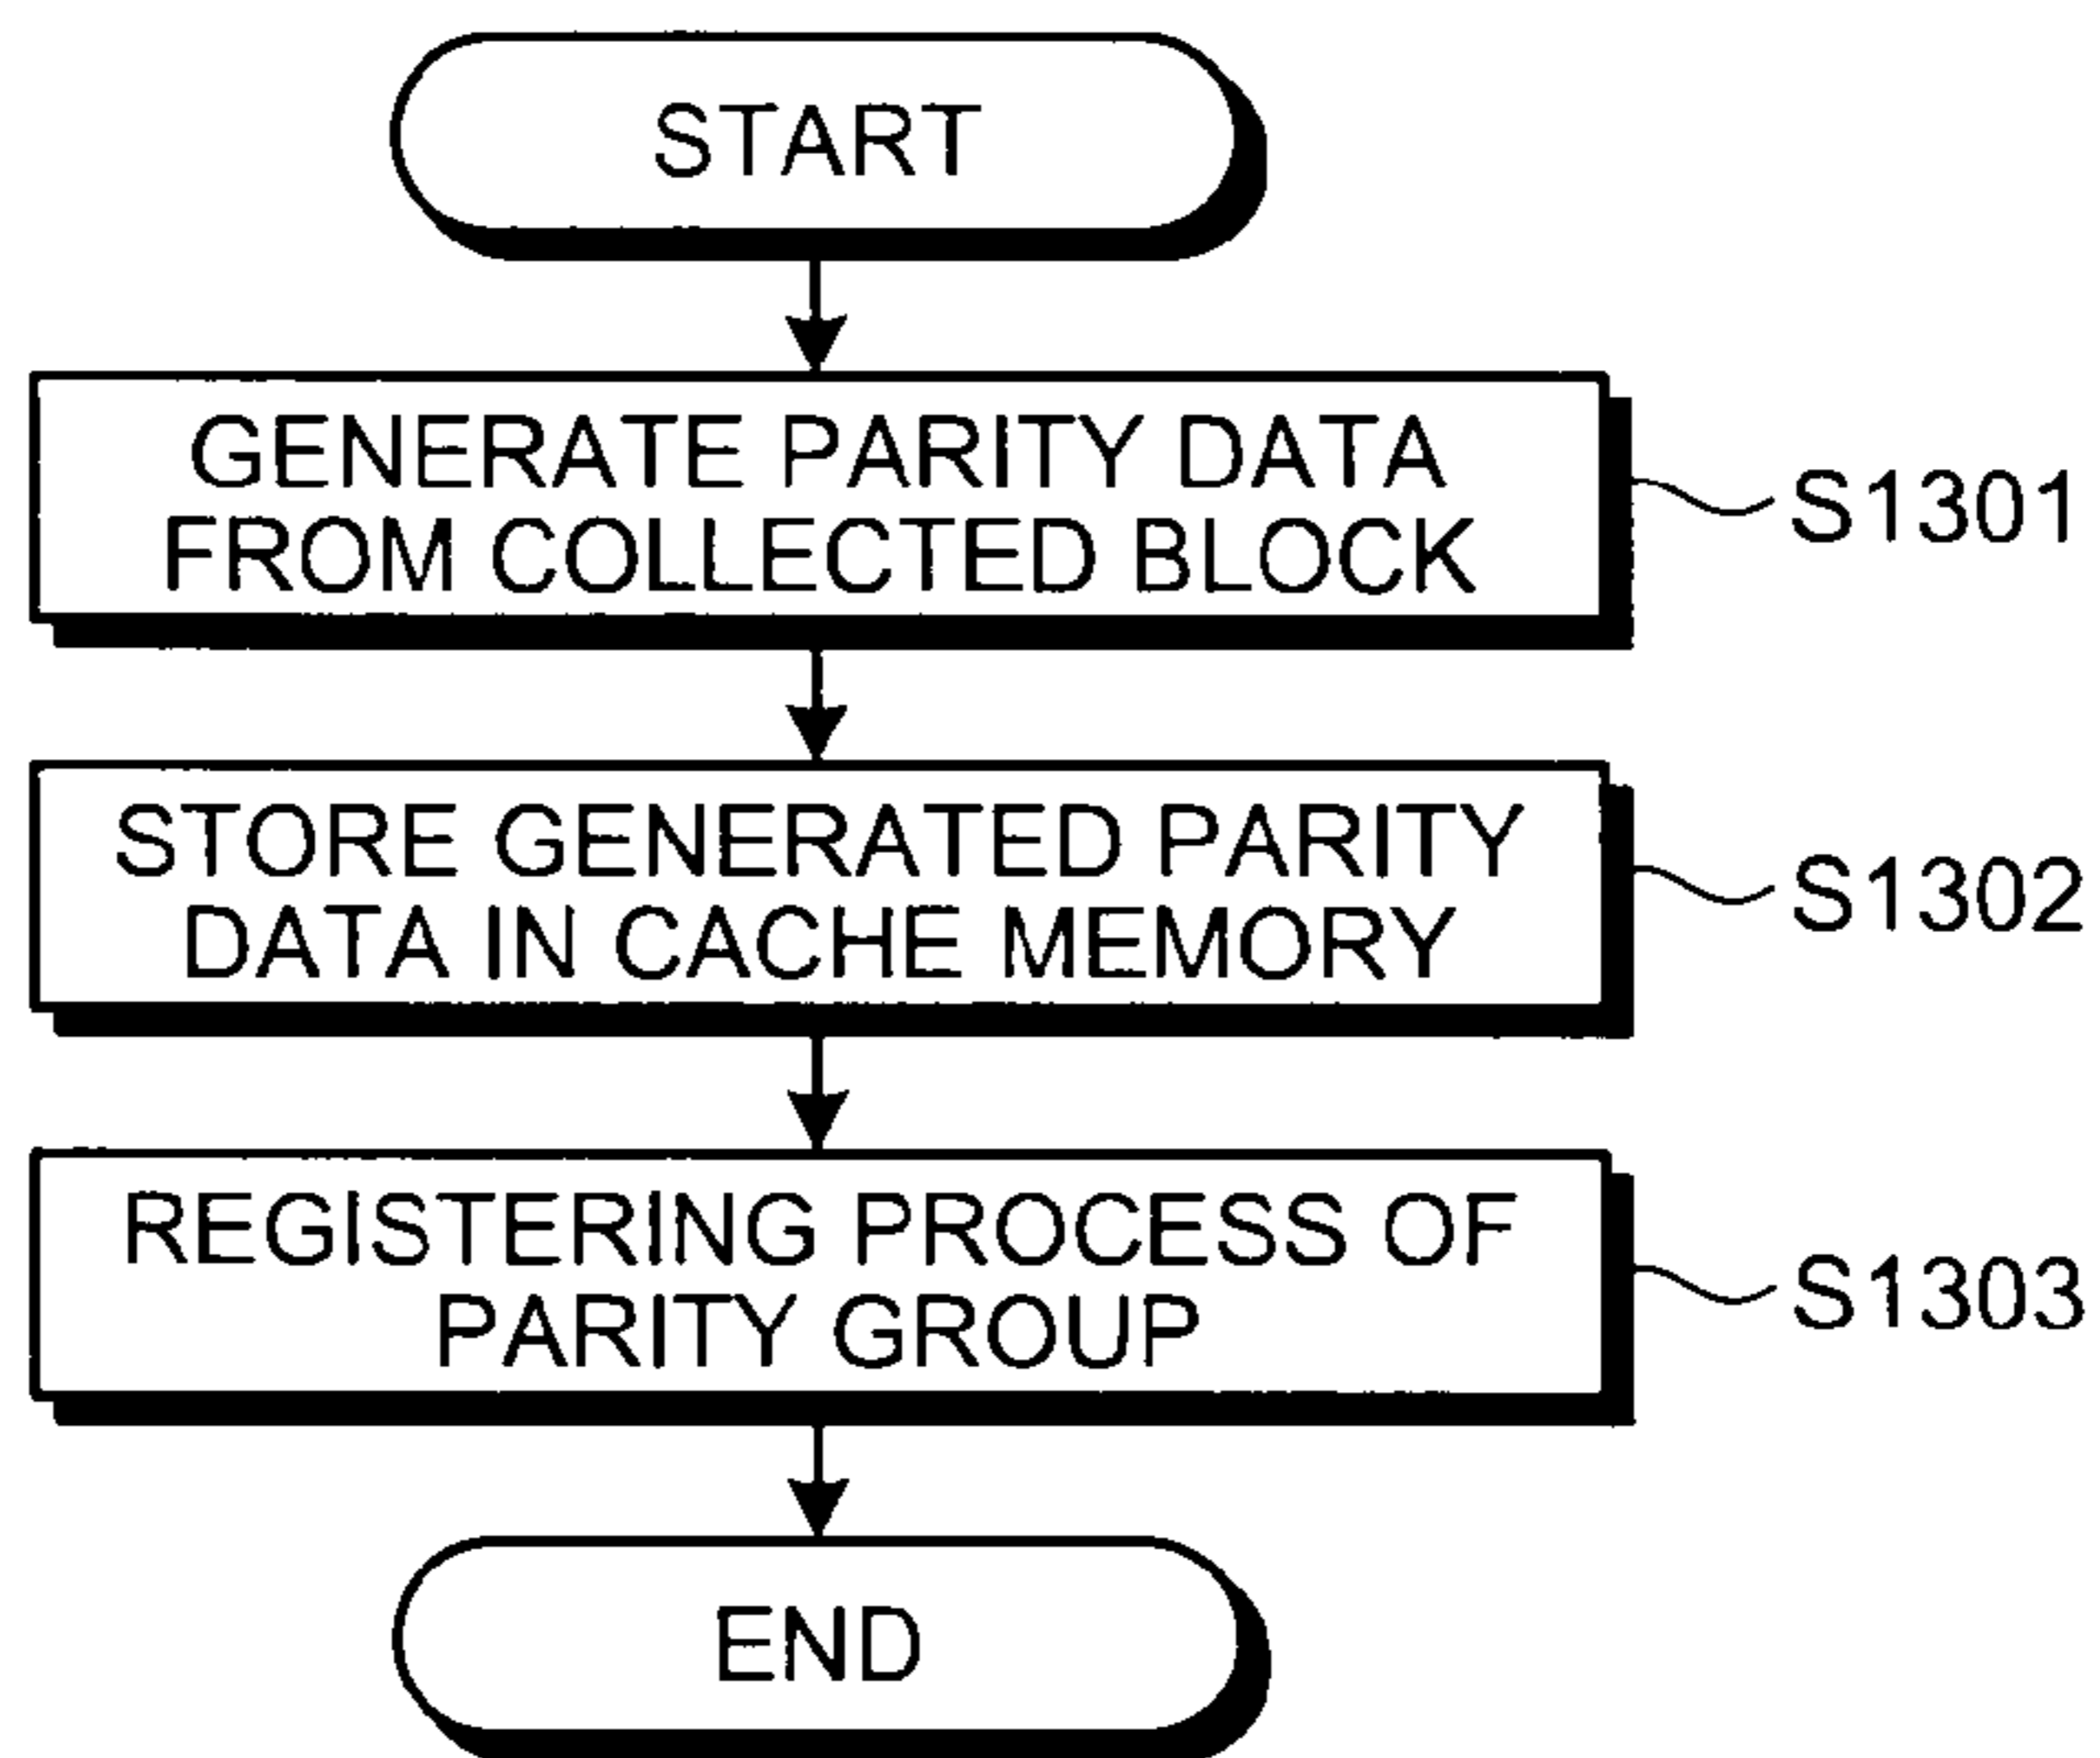 START
GENERATE PARITY DATA
FROM COLLECTED BLOCK
S1301
STORE GENERATED PARITY
DATA IN CACHE MEMORY
S1302
REGISTERING PROCESS OF
PARITY GROUP
S1303
END